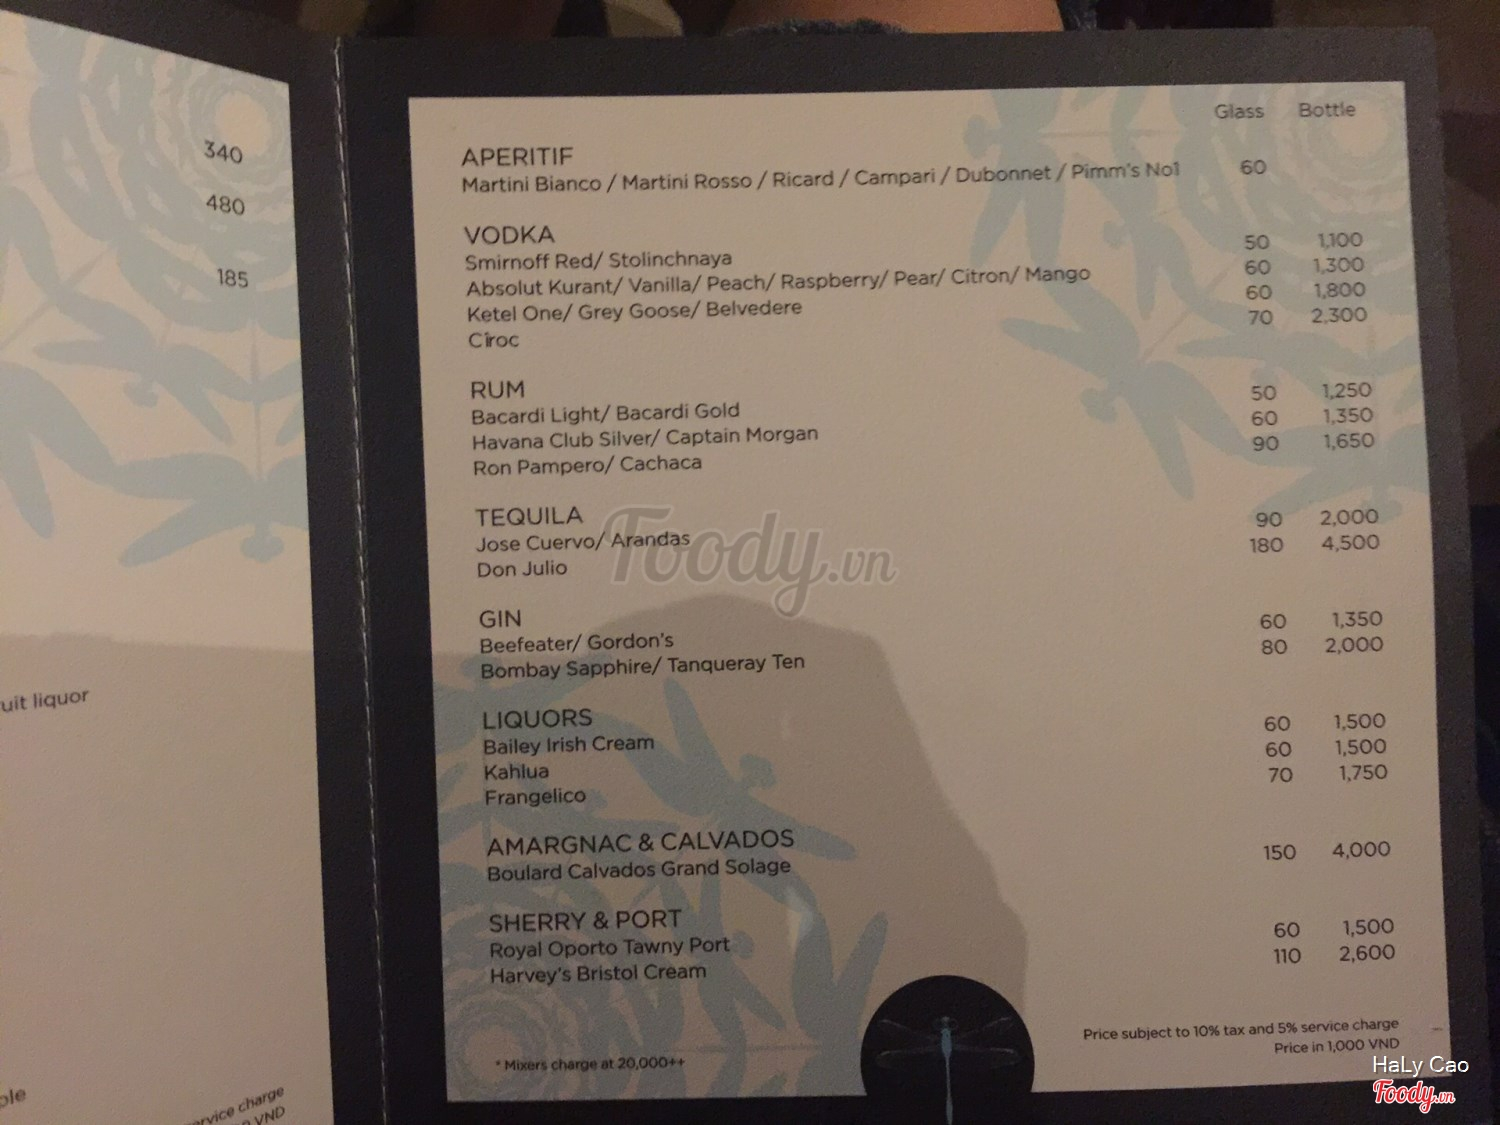 340
480
185
uit liquor
ple
ervice charge
VND
Glass Bottle
APERITIF
Martini Bianco / Martini Rosso / Ricard / Campari / Dubonnet / Pimm's No1 60
VODKA
Smirnoff Red/ Stolinchnaya 50 1,100
Absolut Kurant/ Vanilla/ Peach/ Raspberry/ Pear/ Citron/ Mango 60 1,300
Ketel One/ Grey Goose/ Belvedere 60 1,800
Cîroc 70 2,300
RUM
Bacardi Light/ Bacardi Gold 50 1,250
Havana Club Silver/ Captain Morgan 60 1,350
Ron Pampero/ Cachaca 90 1,650
TEQUILA
Jose Cuervo/ Arandas 90 2,000
Don Julio 180 4,500
GIN
Beefeater/ Gordon's 60 1,350
Bombay Sapphire/ Tanqueray Ten 80 2,000
LIQUORS
Bailey Irish Cream 60 1,500
Kahlua 60 1,500
Frangelico 70 1,750
AMARGNAC & CALVADOS
Boulard Calvados Grand Solage 150 4,000
SHERRY & PORT
Royal Oporto Tawny Port 60 1,500
Harvey's Bristol Cream 110 2,600
* Mixers charge at 20,000++
Price subject to 10% tax and 5% service charge
Price in 1,000 VND
Foody.vn
HaLy Cao
Foody.vn